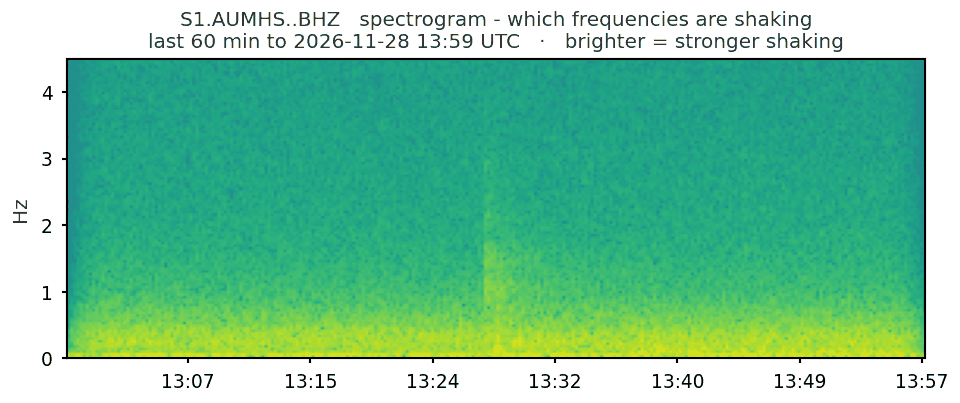 S1.AUMHS..BHZ   spectrogram - which frequencies are shaking
last 60 min to 2026-11-28 13:59 UTC   ·   brighter = stronger shaking
4
3
Hz
2
1
0
13:07 13:15 13:24 13:32 13:40 13:49 13:57